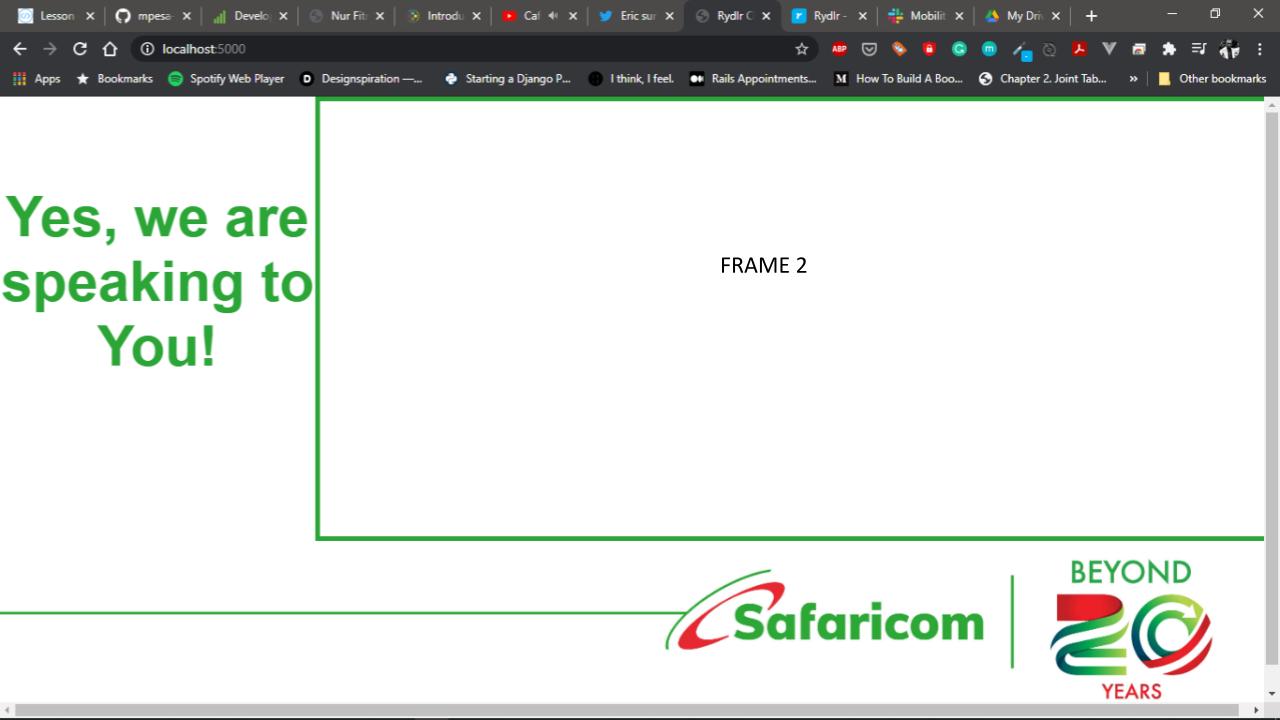 Lesson
mpesa-
Develo
Nur Fit
Introdu
Caf
Eric sur
Rydlr C
Rydlr -
Mobilit
My Dri
localhost:5000
ABP
Apps
Bookmarks
Spotify Web Player
Designspiration —...
Starting a Django P...
I think, I feel.
Rails Appointments...
How To Build A Boo...
Chapter 2. Joint Tab...
»
Other bookmarks
Yes, we are
speaking to
You!
FRAME 2
Safaricom
BEYOND
20
YEARS